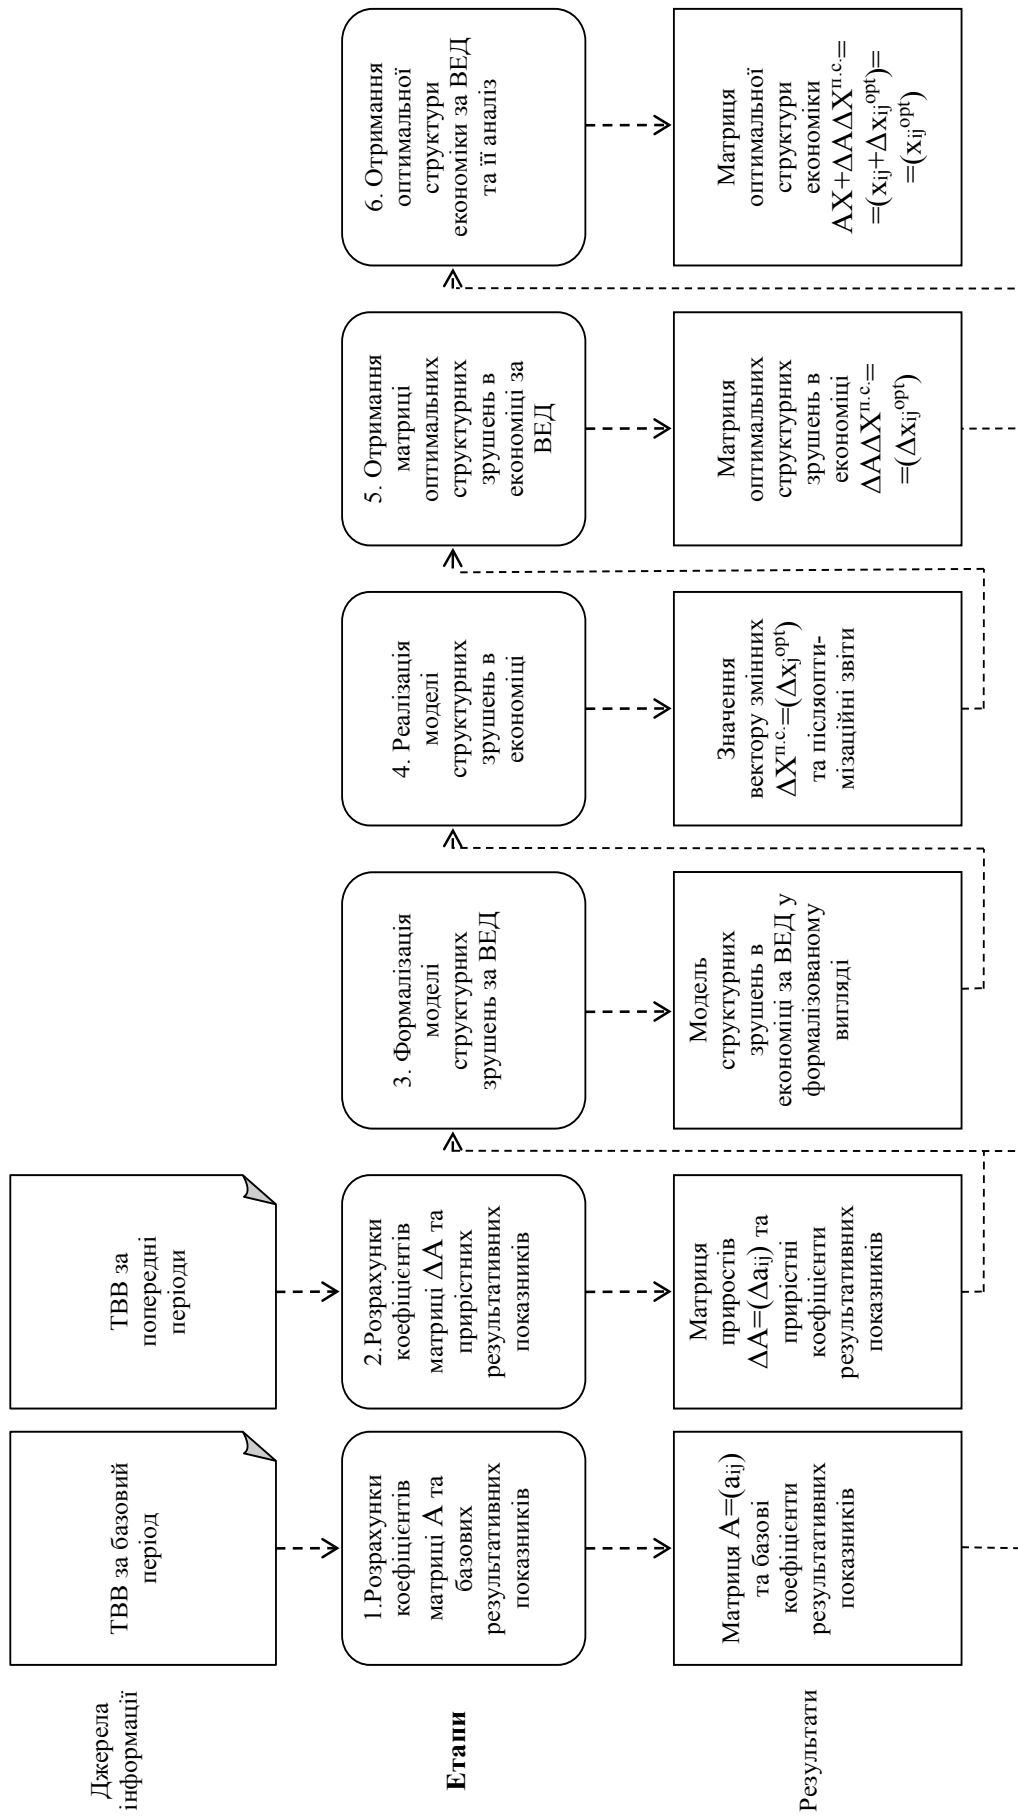 Джерела
інформації
ТВВ за базовий
період
ТВВ за
попередні
періоди
Етапи
1.Розрахунки
коефіцієнтів
матриці А та
базових
результативних
показників
2.Розрахунки
коефіцієнтів
матриці ΔА та
прирістних
результативних
показників
3. Формалізація
моделі
структурних
зрушень за ВЕД
4. Реалізація
моделі
структурних
зрушень в
економіці
5. Отримання
матриці
оптимальних
структурних
зрушень в
економіці за
ВЕД
6. Отримання
оптимальної
структури
економіки за ВЕД
та її аналіз
Результати
Матриця А=(aij)
та базові
коефіцієнти
результативних
показників
Матриця
приростів
ΔА=(Δaij) та
прирістні
коефіцієнти
результативних
показників
Модель
структурних
зрушень в
економіці за ВЕД у
формалізованому
вигляді
Значення
вектору змінних
ΔXп.с.=(Δxjopt)
та післяопти-
мізаційні звіти
Матриця
оптимальних
структурних
зрушень в
економіці
ΔАΔXп.с.=
=(Δxijopt)
Матриця
оптимальної
структури
економіки
АX+ΔАΔXп.с.=
=(xij+Δxijopt)=
=(xijopt)